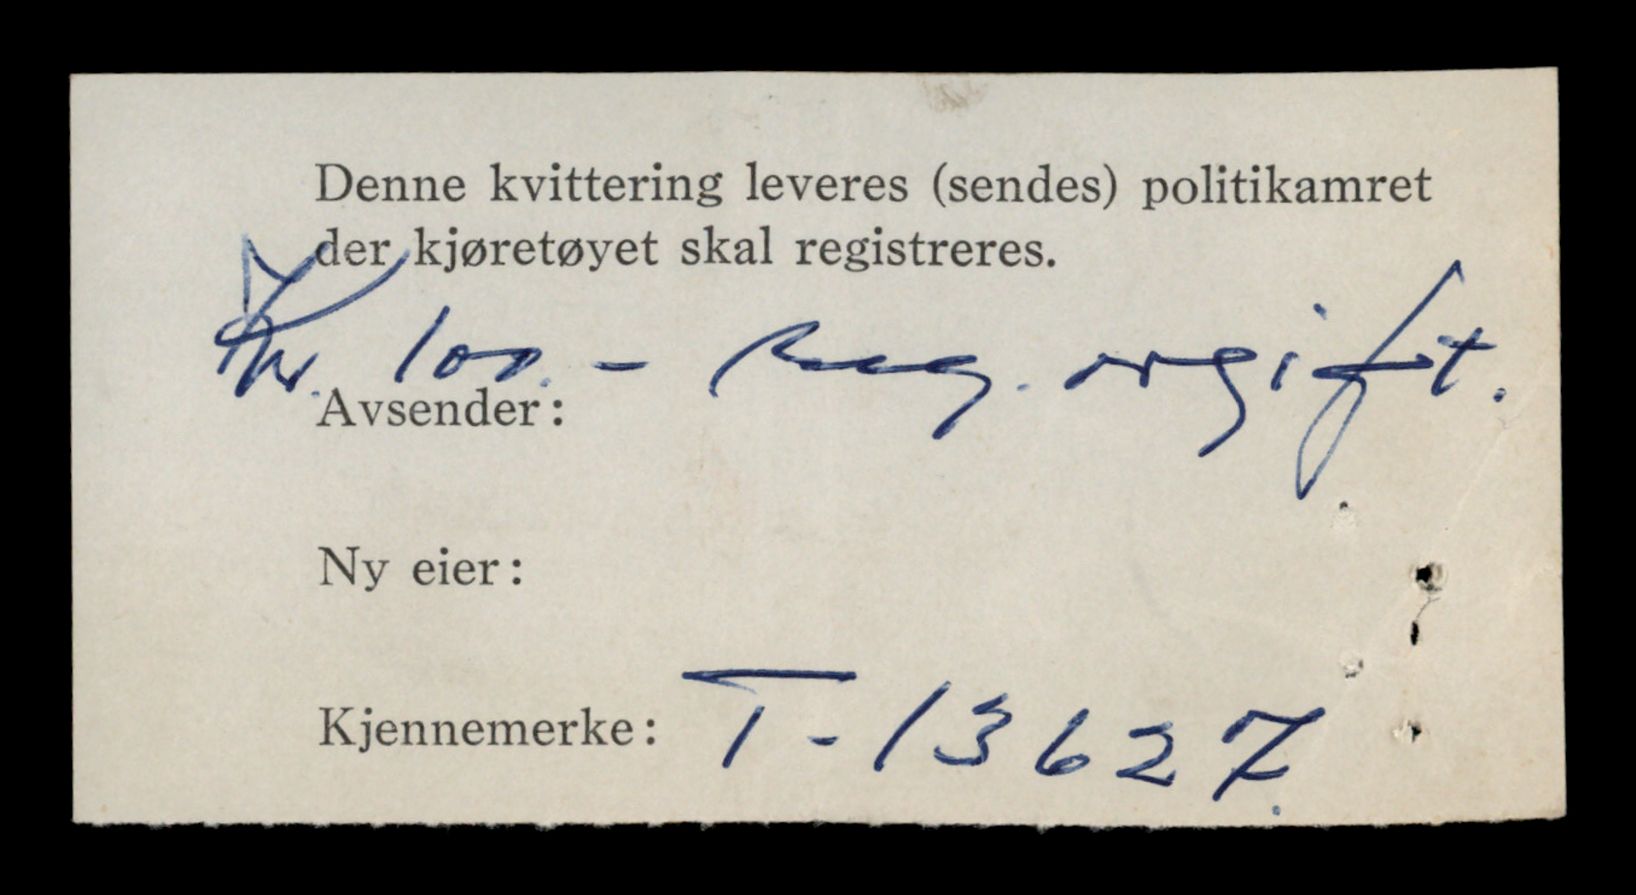 Denne kvittering leveres (sendes) politikamret
der kjøretøyet skal registreres.
Kr. 100.- Reg. avgift.
Avsender:
Ny eier:
Kjennemerke: T-13627